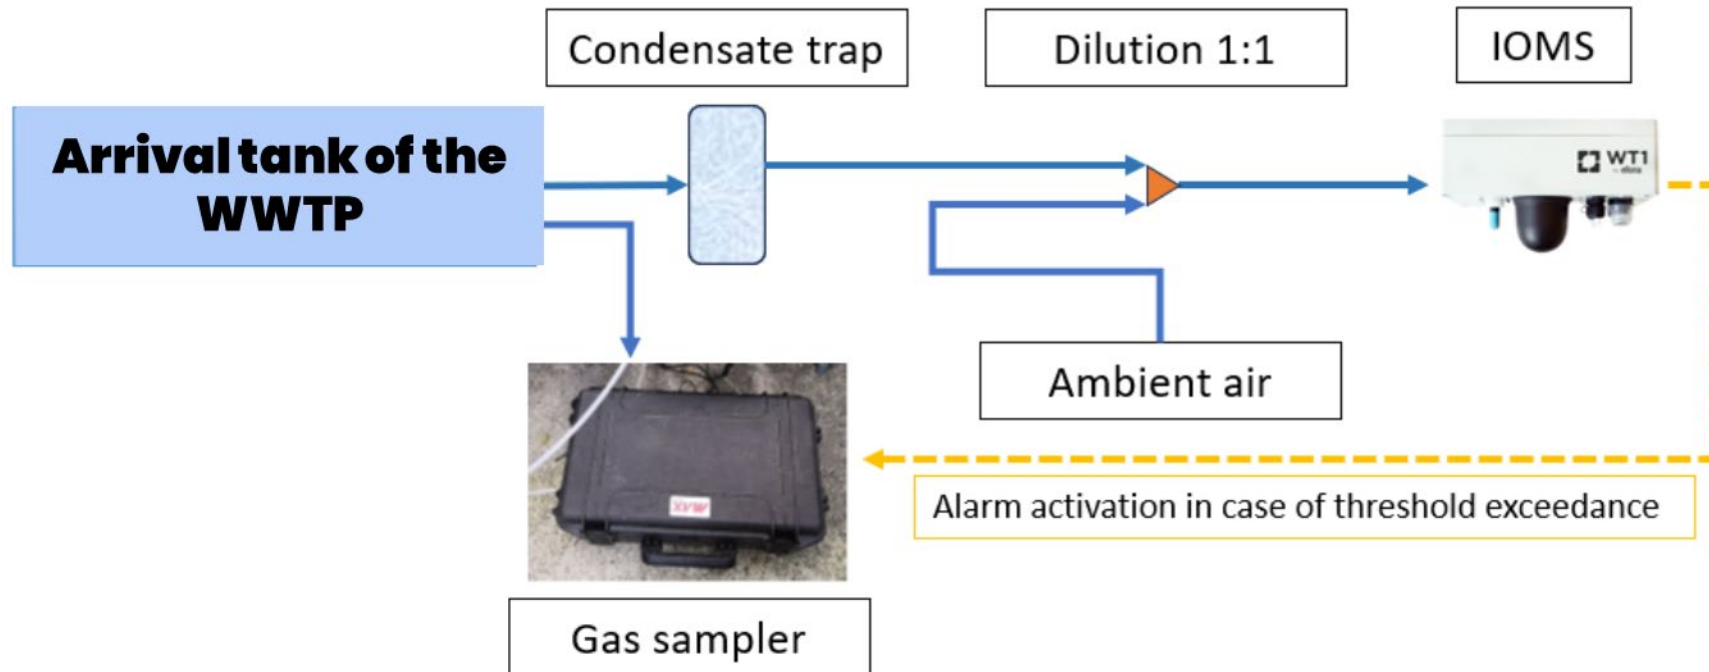 Condensate trap
Dilution 1:1
IOMS
Arrival tank of the
WWTP
WT1
Ambient air
Alarm activation in case of threshold exceedance
Gas sampler